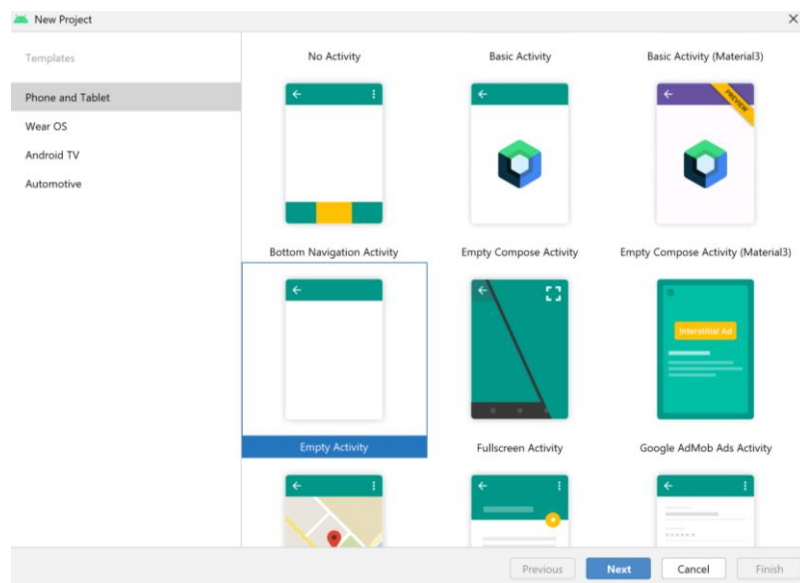 New Project
Templates
Phone and Tablet
Wear OS
Android TV
Automotive
No Activity
Basic Activity
Basic Activity (Material3)
PREVIEW
Bottom Navigation Activity
Empty Compose Activity
Empty Compose Activity (Material3)
Interstitial Ad
Empty Activity
Fullscreen Activity
Google AdMob Ads Activity
Previous
Next
Cancel
Finish